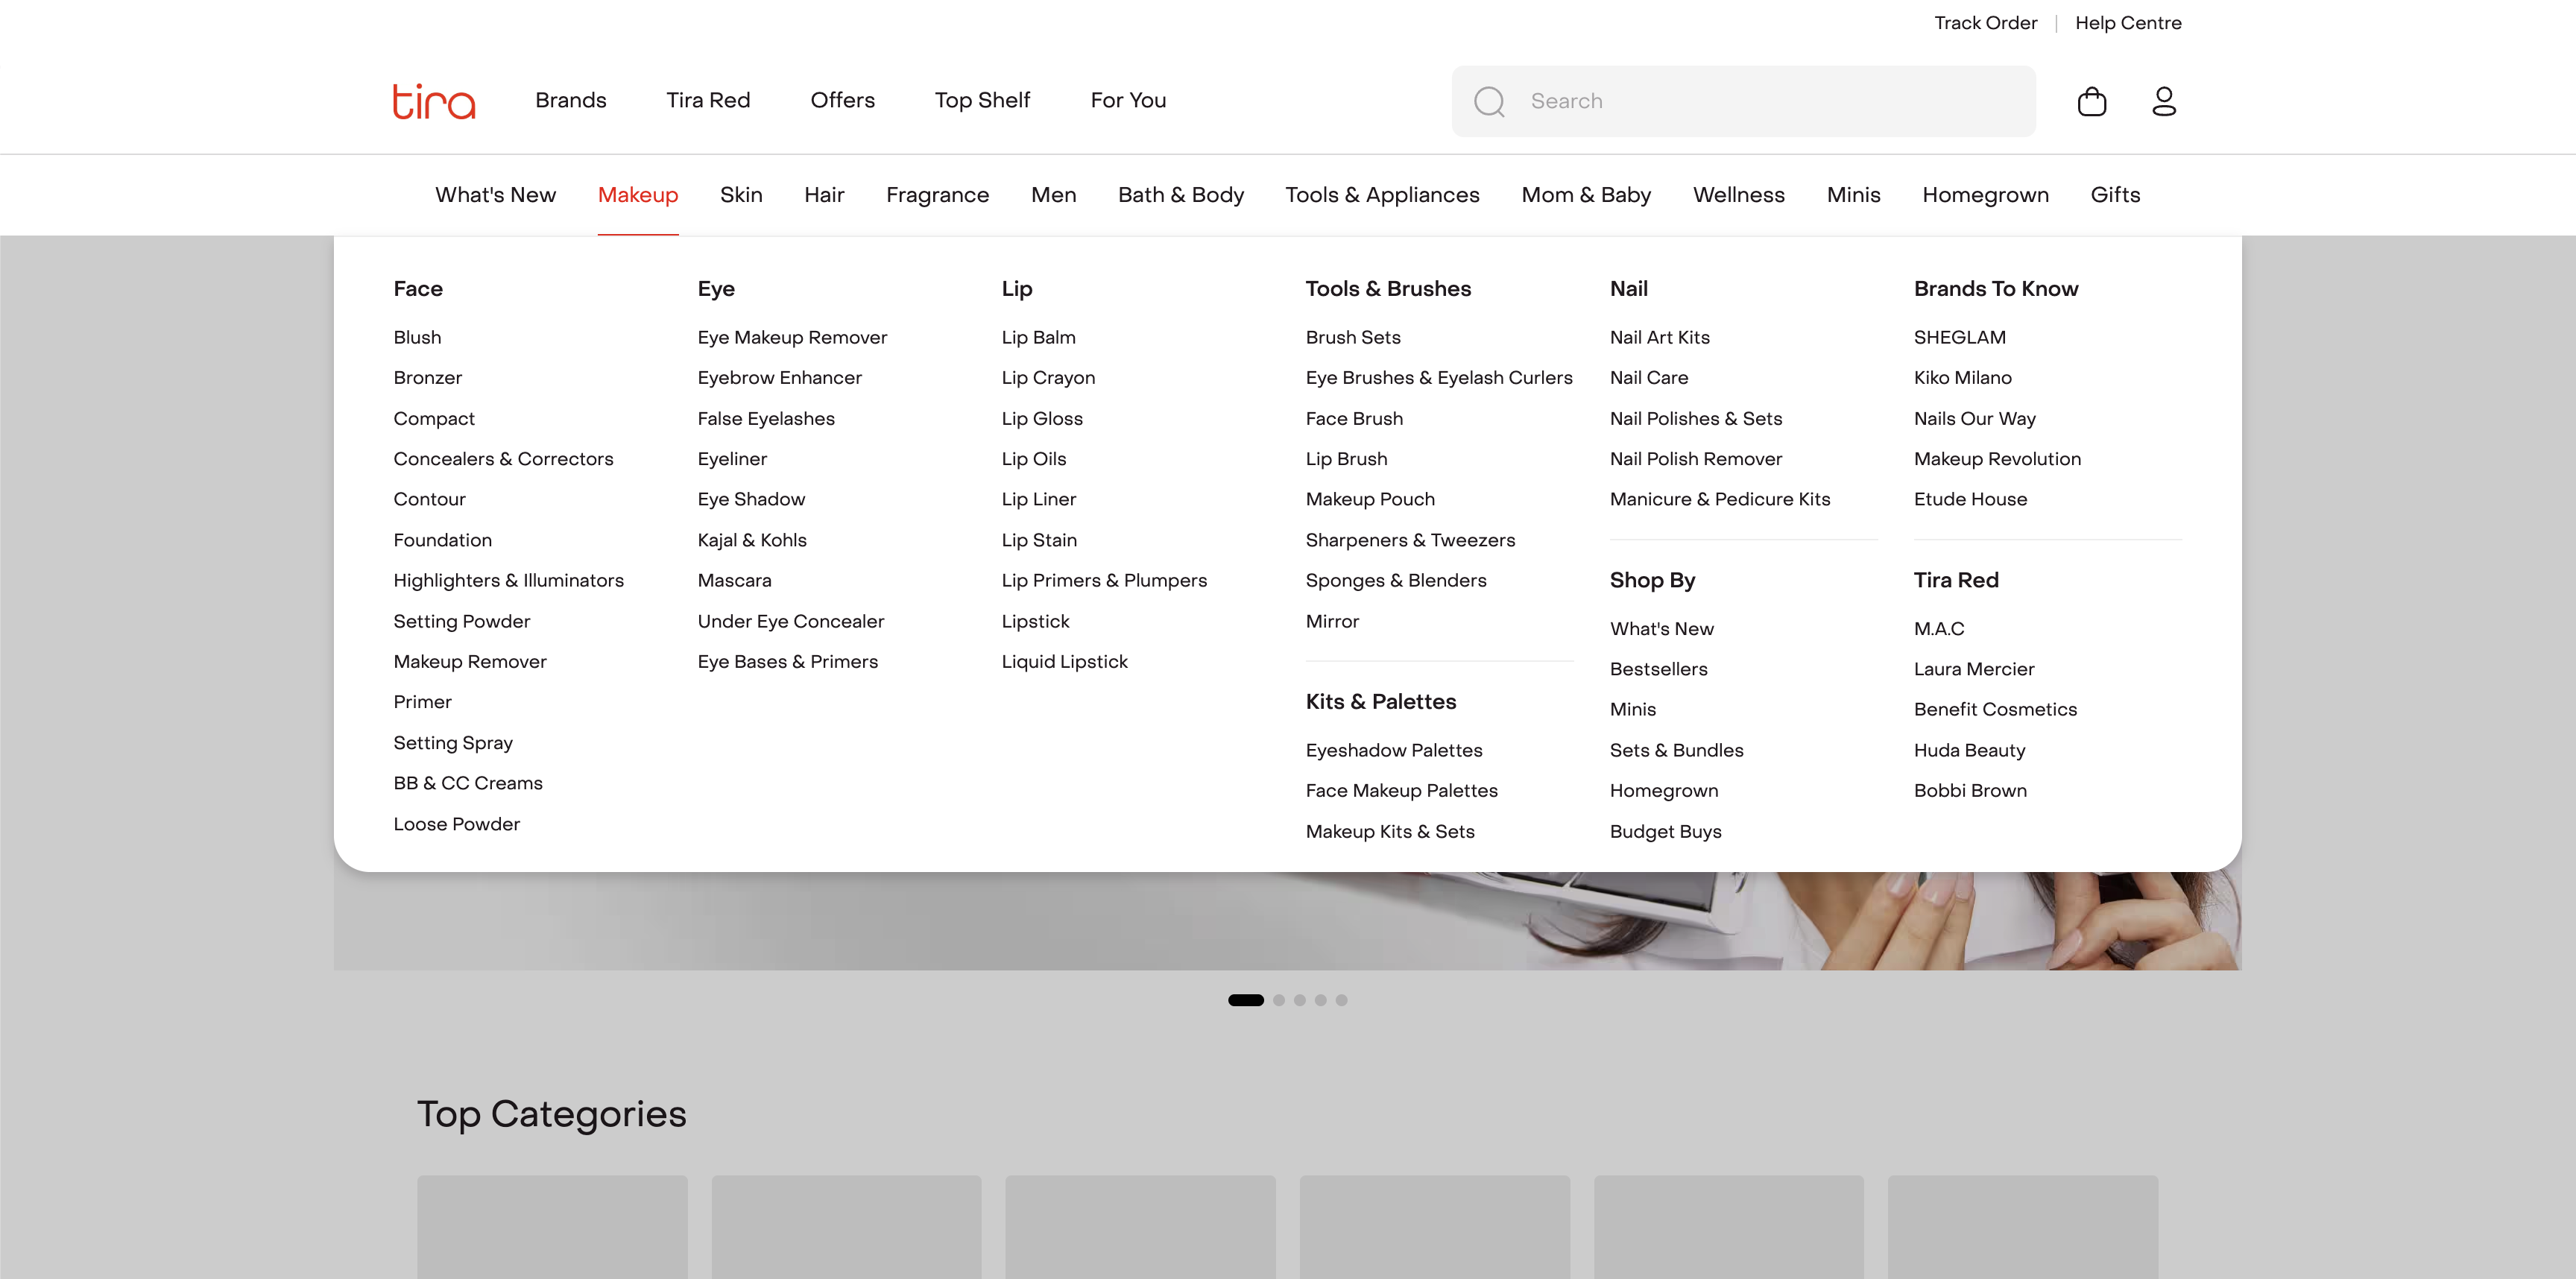 Track Order | Help Centre
tira Brands Tira Red Offers Top Shelf For You Search
What's New Makeup Skin Hair Fragrance Men Bath & Body Tools & Appliances Mom & Baby Wellness Minis Homegrown Gifts
Face
Blush
Bronzer
Compact
Concealers & Correctors
Contour
Foundation
Highlighters & Illuminators
Setting Powder
Makeup Remover
Primer
Setting Spray
BB & CC Creams
Loose Powder
Eye
Eye Makeup Remover
Eyebrow Enhancer
False Eyelashes
Eyeliner
Eye Shadow
Kajal & Kohls
Mascara
Under Eye Concealer
Eye Bases & Primers
Lip
Lip Balm
Lip Crayon
Lip Gloss
Lip Oils
Lip Liner
Lip Stain
Lip Primers & Plumpers
Lipstick
Liquid Lipstick
Tools & Brushes
Brush Sets
Eye Brushes & Eyelash Curlers
Face Brush
Lip Brush
Makeup Pouch
Sharpeners & Tweezers
Sponges & Blenders
Mirror
Kits & Palettes
Eyeshadow Palettes
Face Makeup Palettes
Makeup Kits & Sets
Nail
Nail Art Kits
Nail Care
Nail Polishes & Sets
Nail Polish Remover
Manicure & Pedicure Kits
Shop By
What's New
Bestsellers
Minis
Sets & Bundles
Homegrown
Budget Buys
Brands To Know
SHEGLAM
Kiko Milano
Nails Our Way
Makeup Revolution
Etude House
Tira Red
M.A.C
Laura Mercier
Benefit Cosmetics
Huda Beauty
Bobbi Brown
Top Categories